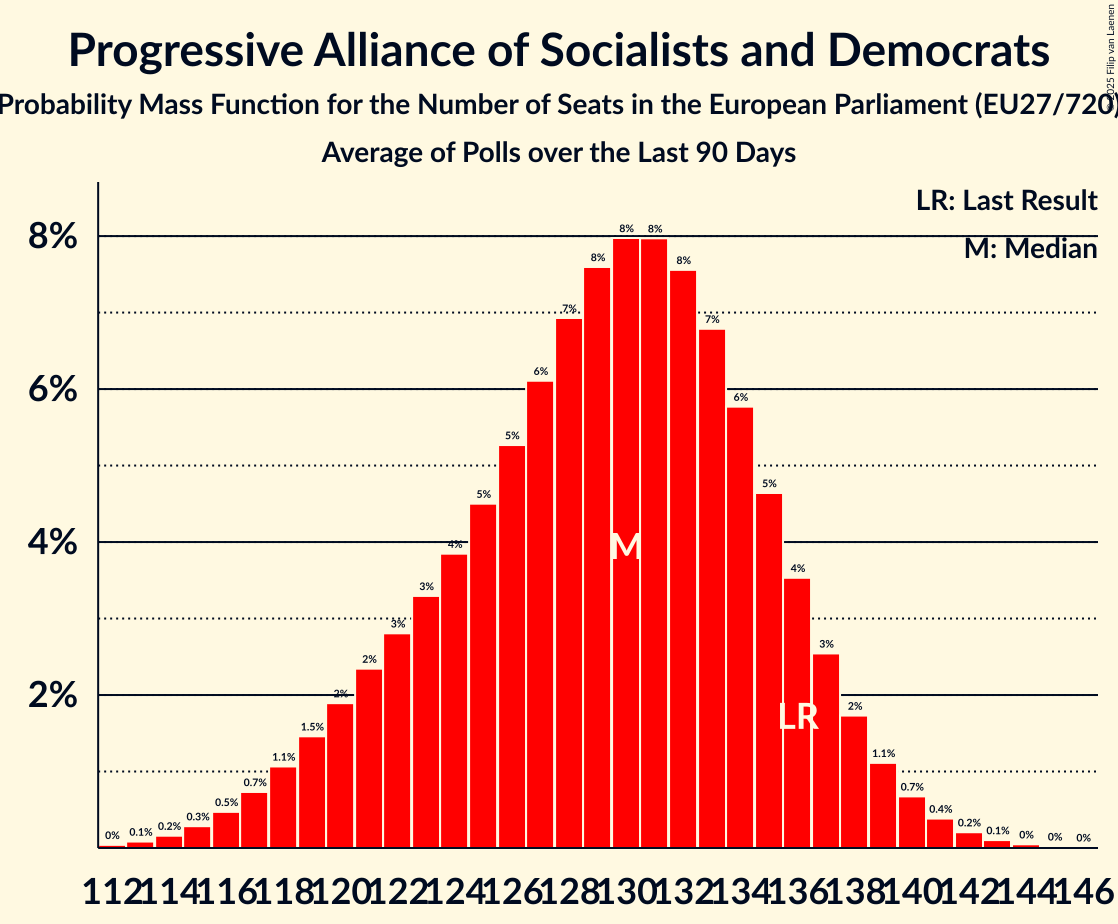 Progressive Alliance of Socialists and Democrats
Probability Mass Function for the Number of Seats in the European Parliament (EU27/720)
Average of Polls over the Last 90 Days
© 2025 Filip van Laenen
LR: Last Result
M: Median
8%
6%
4%
2%
0% 0.1% 0.2% 0.3% 0.5% 0.7% 1.1% 1.5% 2% 2% 3% 3% 4% 5% 5% 6% 7% 8% 8% 8% 8% 7% 6% 5% 4% 3% 2% 1.1% 0.7% 0.4% 0.2% 0.1% 0% 0% 0%
M
LR
112 114 116 118 120 122 124 126 128 130 132 134 136 138 140 142 144 146